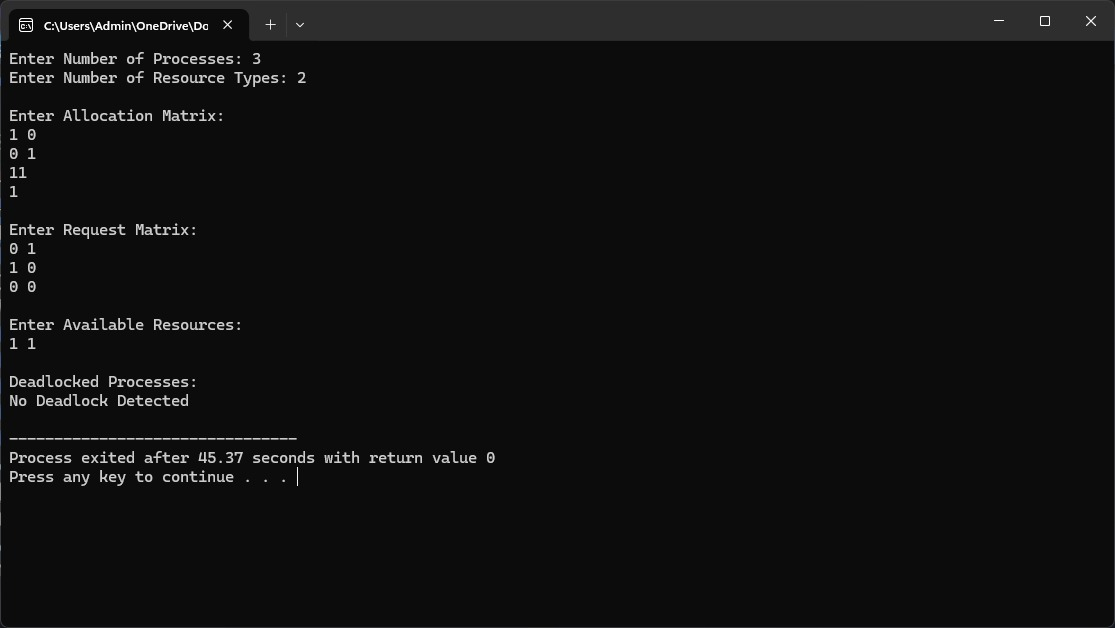 C:\Users\Admin\OneDrive\Do
Enter Number of Processes: 3
Enter Number of Resource Types: 2
Enter Allocation Matrix:
1 0
0 1
11
1
Enter Request Matrix:
0 1
1 0
0 0
Enter Available Resources:
1 1
Deadlocked Processes:
No Deadlock Detected
--------------------------------
Process exited after 45.37 seconds with return value 0
Press any key to continue . . .